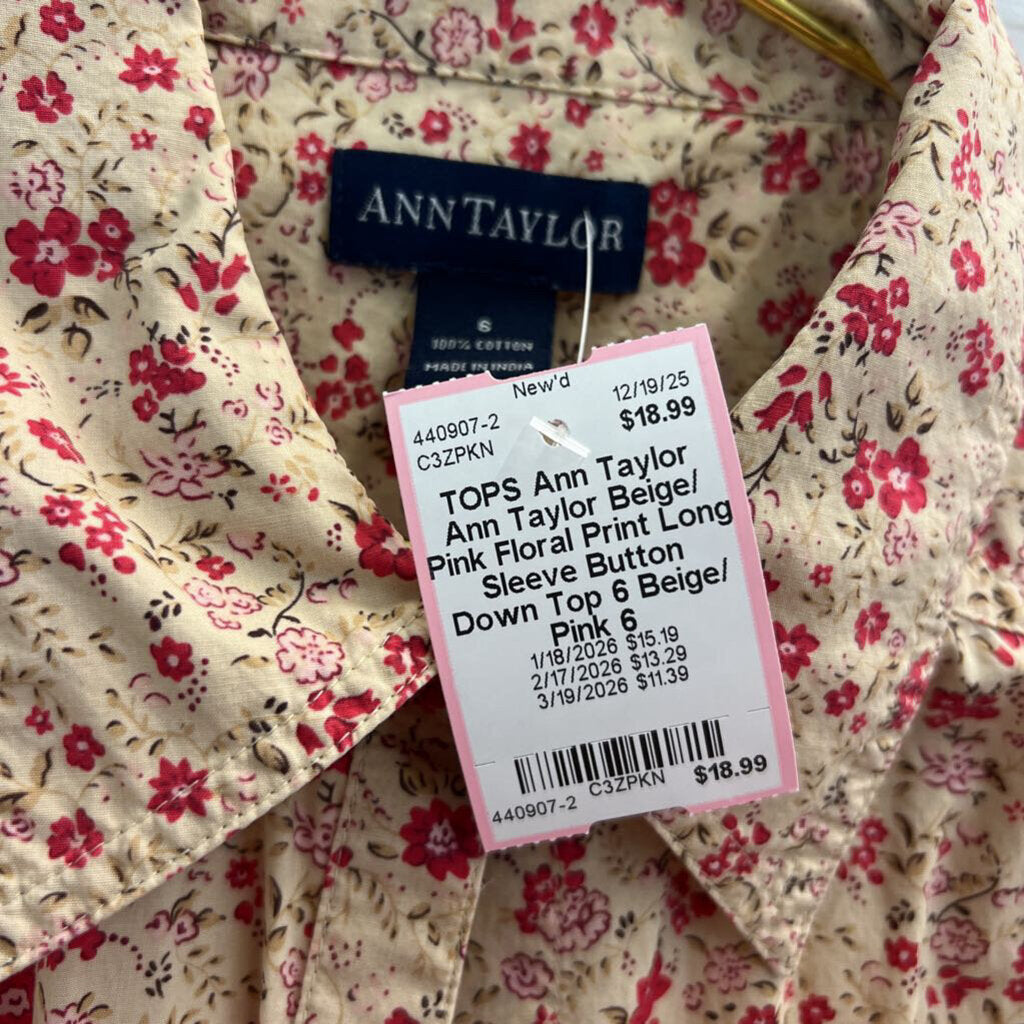 ANN TAYLOR
6
100% COTTON
MADE IN INDIA
New'd
440907-2 12/19/25
C3ZPKN $18.99
TOPS Ann Taylor
Ann Taylor Beige/
Pink Floral Print Long
Sleeve Button
Down Top 6 Beige/
Pink 6
1/18/2026 $15.19
2/17/2026 $13.29
3/19/2026 $11.39
440907-2 C3ZPKN $18.99